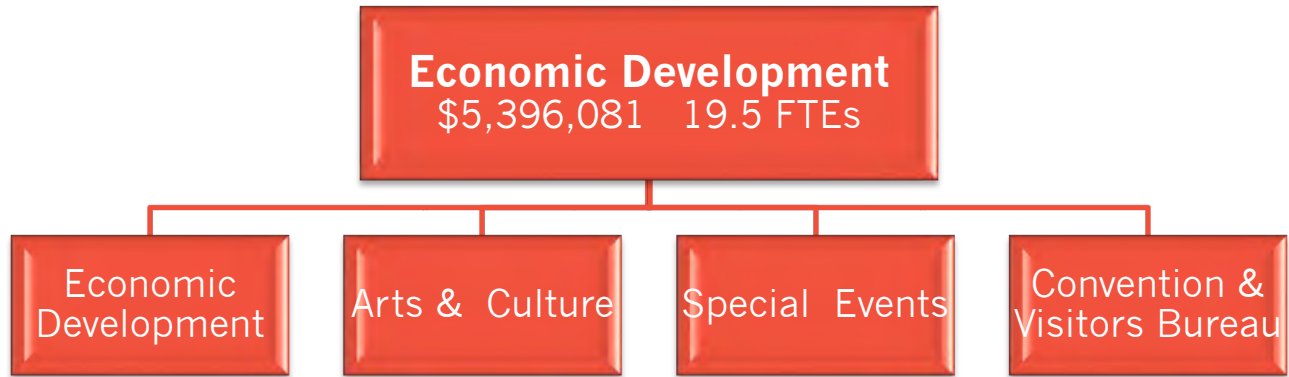 Economic Development
$5,396,081 19.5 FTEs
Economic
Development
Arts & Culture
Special Events
Convention &
Visitors Bureau